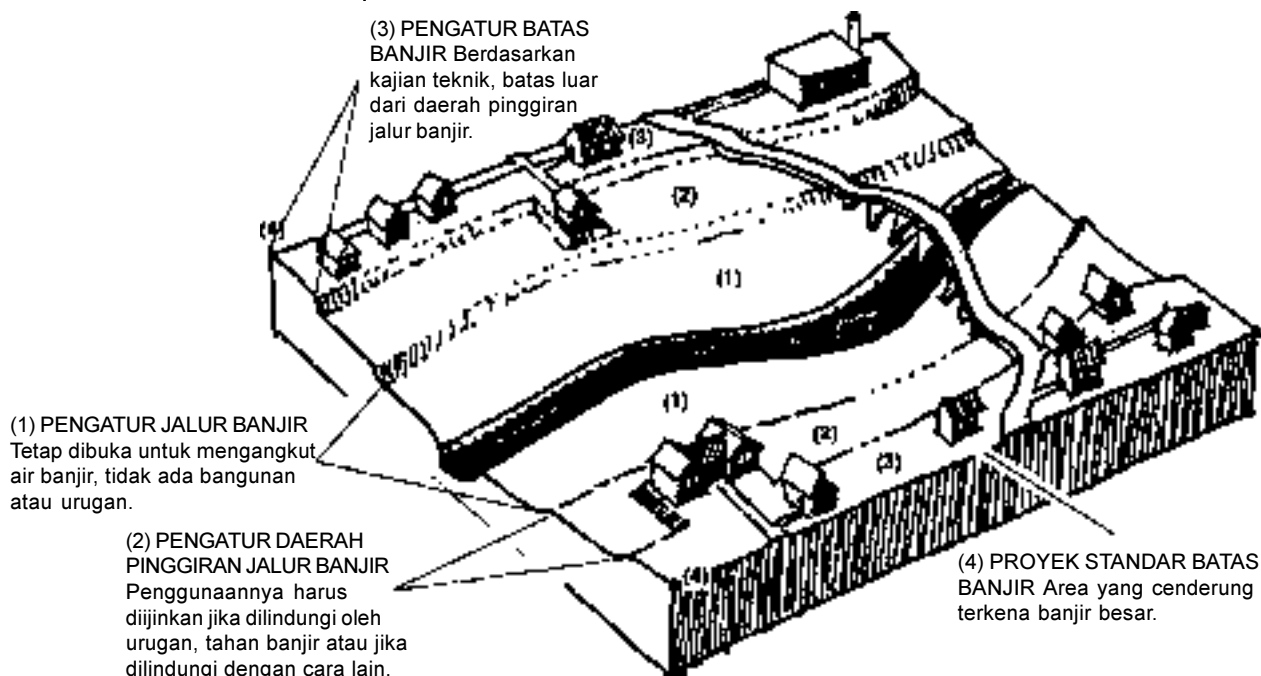 (3) PENGATUR BATAS
BANJIR Berdasarkan
kajian teknik, batas luar
dari daerah pinggiran
jalur banjir.
(3)
(2)
(1)
(1)
(2)
(3)
(4)
(1) PENGATUR JALUR BANJIR
Tetap dibuka untuk mengangkut
air banjir, tidak ada bangunan
atau urugan.
(2) PENGATUR DAERAH
PINGGIRAN JALUR BANJIR
Penggunaannya harus
diijinkan jika dilindungi oleh
urugan, tahan banjir atau jika
dilindungi dengan cara lain.
(4) PROYEK STANDAR BATAS
BANJIR Area yang cenderung
terkena banjir besar.